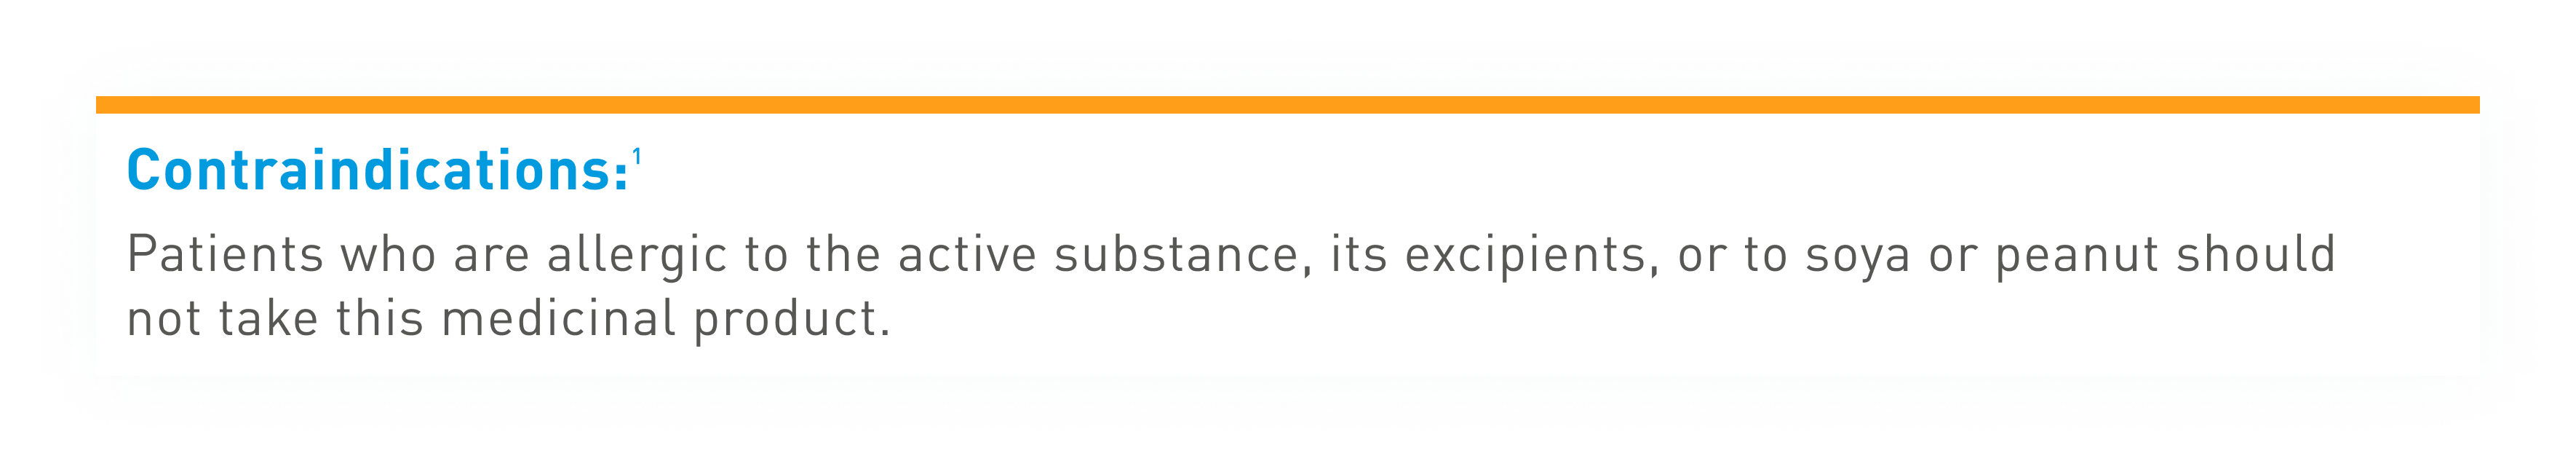 Contraindications:¹
Patients who are allergic to the active substance, its excipients, or to soya or peanut should
not take this medicinal product.